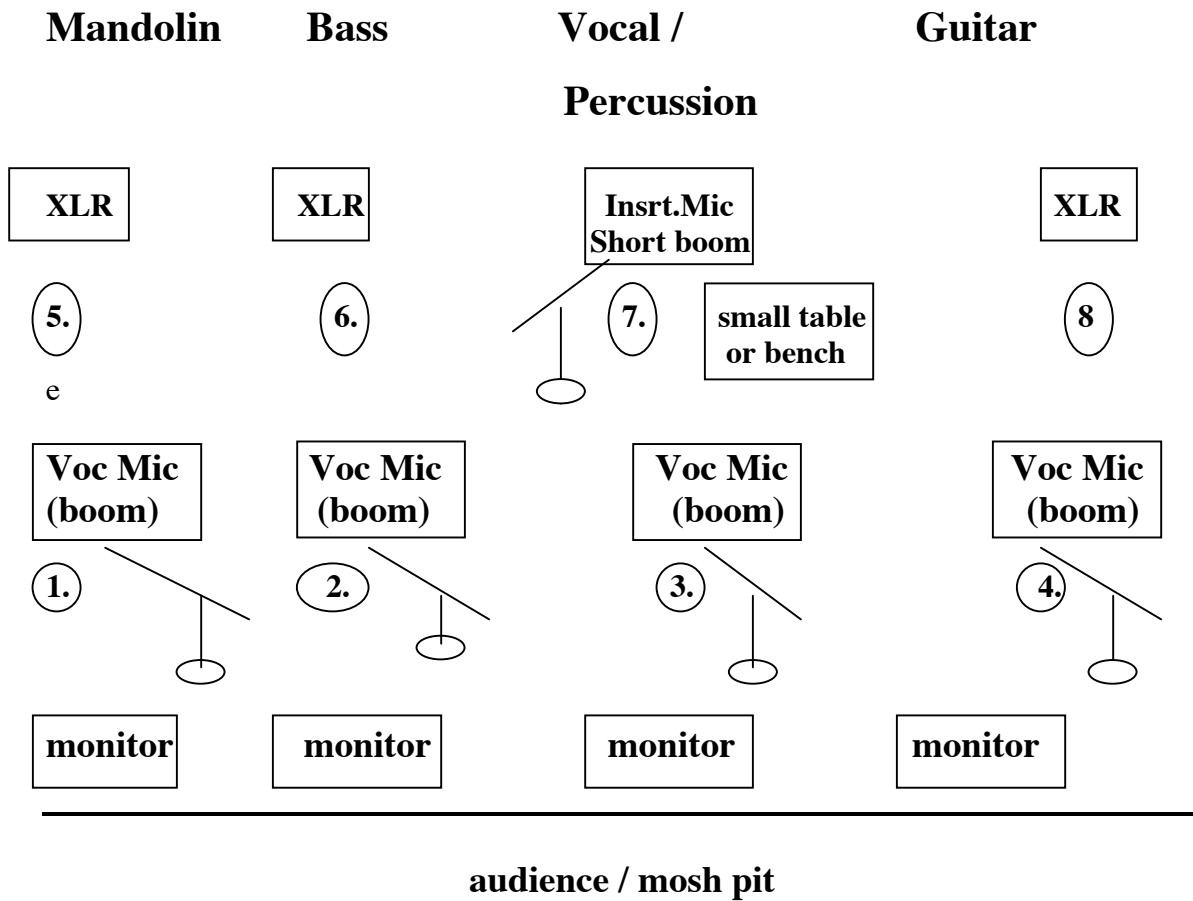 Mandolin Bass Vocal / Guitar
Percussion
XLR XLR Insrt.Mic XLR
Short boom
5. 6. 7. small table 8
or bench
e
Voc Mic Voc Mic Voc Mic Voc Mic
(boom) (boom) (boom) (boom)
1. 2. 3. 4.
monitor monitor monitor monitor
audience / mosh pit